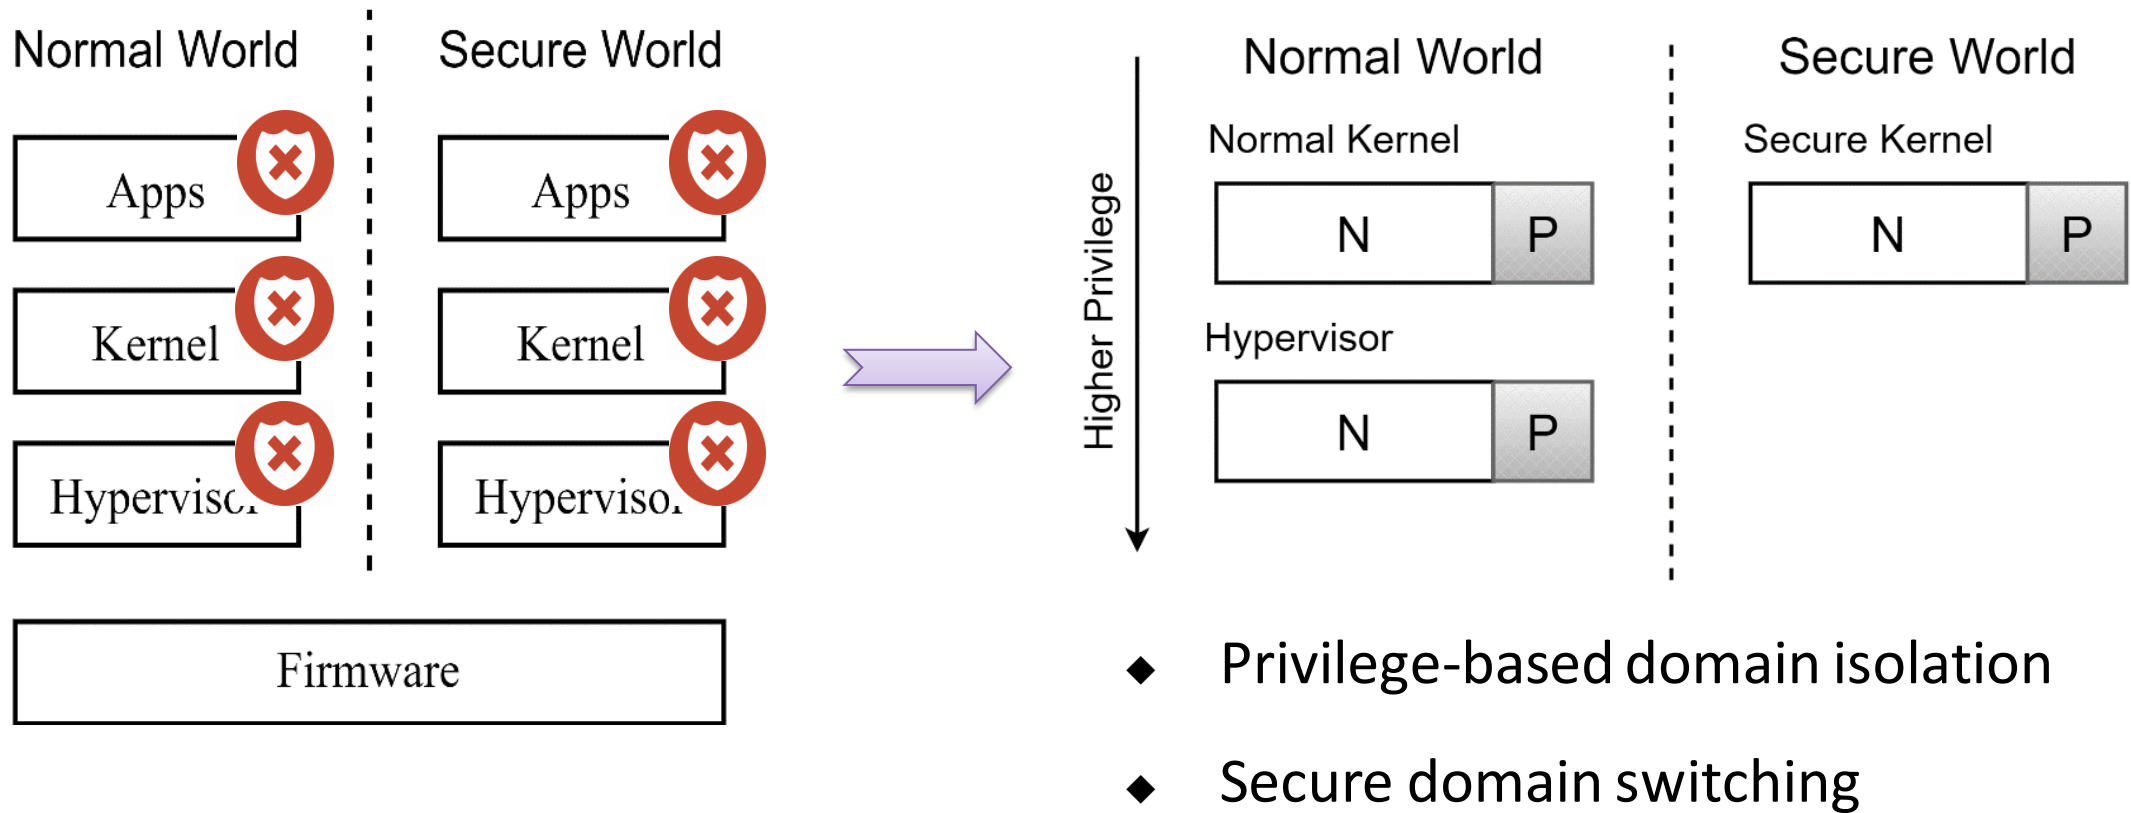 Normal World
Secure World
Apps
Apps
Kernel
Kernel
Hypervisor
Hypervisor
Firmware
Higher Privilege
Normal World
Secure World
Normal Kernel
Secure Kernel
N
P
N
P
Hypervisor
N
P
◆ Privilege-based domain isolation
◆ Secure domain switching